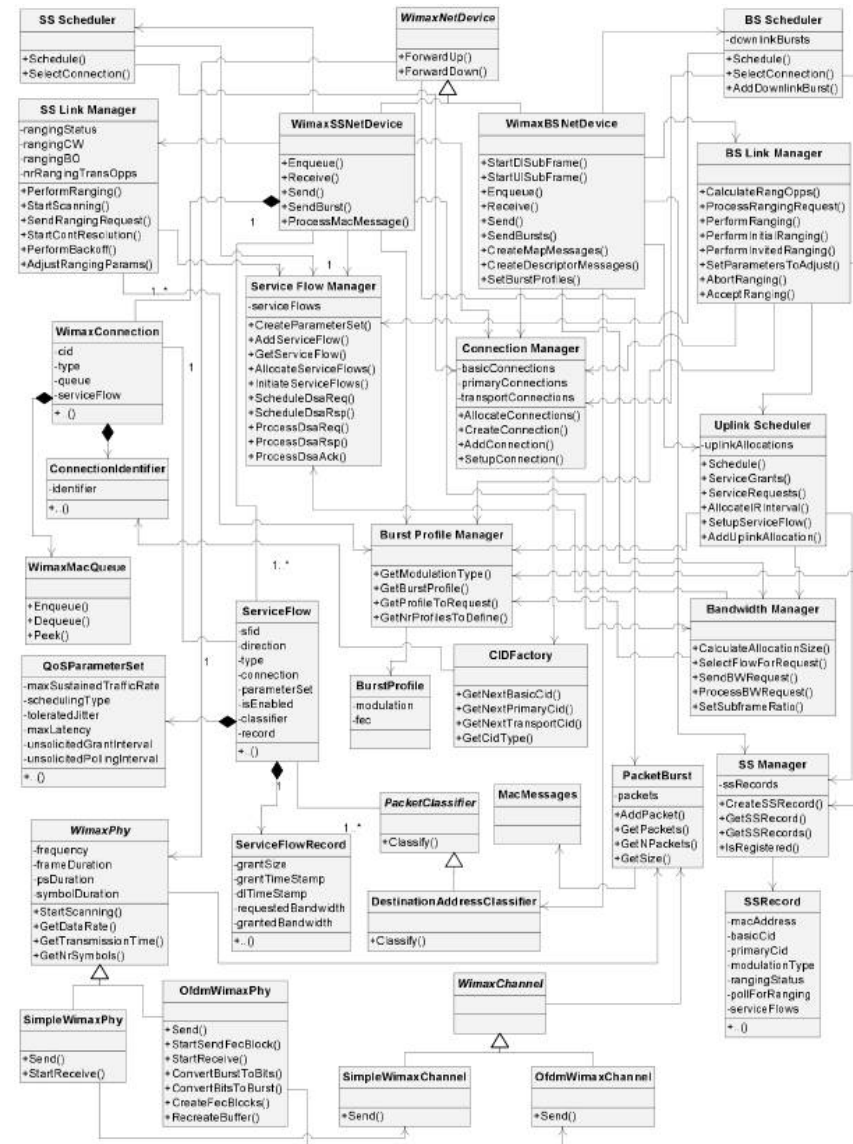 SS Scheduler
+Schedule()
+SelectConnection()
WimaxNetDevice
+ForwardUp()
+ForwardDown()
BS Scheduler
-downlinkBursts
+Schedule()
+SelectConnection()
+AddDownlinkBurst()
SS Link Manager
-rangingStatus
-rangingCW
-rangingBO
-nrRangingTransOpps
+PerformRanging()
+StartScanning()
+SendRangingRequest()
+StartContResolution()
+PerformBackoff()
+AdjustRangingParams()
WimaxSSNetDevice
+Enqueue()
+Receive()
+Send()
+SendBurst()
+ProcessMacMessage()
WimaxBSNetDevice
+StartDlSubFrame()
+StartUlSubFrame()
+Enqueue()
+Receive()
+Send()
+SendBursts()
+CreateMapMessages()
+CreateDescriptorMessages()
+SetBurstProfiles()
BS Link Manager
+CalculateRangOpps()
+ProcessRangingRequest()
+PerformRanging()
+PerformInitialRanging()
+PerformInvitedRanging()
+SetParametersToAdjust()
+AbortRanging()
+AcceptRanging()
1
1
1..*
Service Flow Manager
-serviceFlows
+CreateParameterSet()
+AddServiceFlow()
+GetServiceFlow()
+AllocateServiceFlows()
+InitiateServiceFlows()
+ScheduleDsaReq()
+ScheduleDsaRsp()
+ProcessDsaReq()
+ProcessDsaRsp()
+ProcessDsaAck()
WimaxConnection
-cid
-type
-queue
-serviceFlow
+..()
1
Connection Manager
-basicConnections
-primaryConnections
-transportConnections
+AllocateConnections()
+CreateConnection()
+AddConnection()
+SetupConnection()
Uplink Scheduler
-uplinkAllocations
+Schedule()
+ServiceGrants()
+ServiceRequests()
+AllocateIRInterval()
+SetupServiceFlow()
+AddUplinkAllocation()
ConnectionIdentifier
-identifier
+..()
WimaxMacQueue
+Enqueue()
+Dequeue()
+Peek()
1..*
Burst Profile Manager
+GetModulationType()
+GetBurstProfile()
+GetProfileToRequest()
+GetNrProfilesToDefine()
Bandwidth Manager
+CalculateAllocationSize()
+SelectFlowForRequest()
+SendBWRequest()
+ProcessBWRequest()
+SetSubframeRatio()
ServiceFlow
-sfid
-direction
-type
-connection
-parameterSet
-isEnabled
-classifier
-record
+..()
1
QoSParameterSet
-maxSustainedTrafficRate
-schedulingType
-toleratedJitter
-maxLatency
-unsolicitedGrantInterval
-unsolicitedPollingInterval
+..()
BurstProfile
-modulation
-fec
CIDFactory
+GetNextBasicCid()
+GetNextPrimaryCid()
+GetNextTransportCid()
+GetCidType()
1
1..*
PacketClassifier
+Classify()
MacMessages
PacketBurst
-packets
+AddPacket()
+GetPackets()
+GetNPackets()
+GetSize()
SS Manager
-ssRecords
+CreateSSRecord()
+GetSSRecord()
+GetSSRecords()
+IsRegistered()
WimaxPhy
-frequency
-frameDuration
-psDuration
-symbolDuration
+StartScanning()
+GetDataRate()
+GetTransmissionTime()
+GetNrSymbols()
ServiceFlowRecord
-grantSize
-grantTimeStamp
-dlTimeStamp
-requestedBandwidth
-grantedBandwidth
+..()
DestinationAddressClassifier
+Classify()
SSRecord
-macAddress
-basicCid
-primaryCid
-modulationType
-rangingStatus
-pollForRanging
-serviceFlows
+..()
SimpleWimaxPhy
+Send()
+StartReceive()
OfdmWimaxPhy
+Send()
+StartSendFecBlock()
+StartReceive()
+ConvertBurstToBits()
+ConvertBitsToBurst()
+CreateFecBlocks()
+RecreateBuffer()
WimaxChannel
SimpleWimaxChannel
+Send()
OfdmWimaxChannel
+Send()